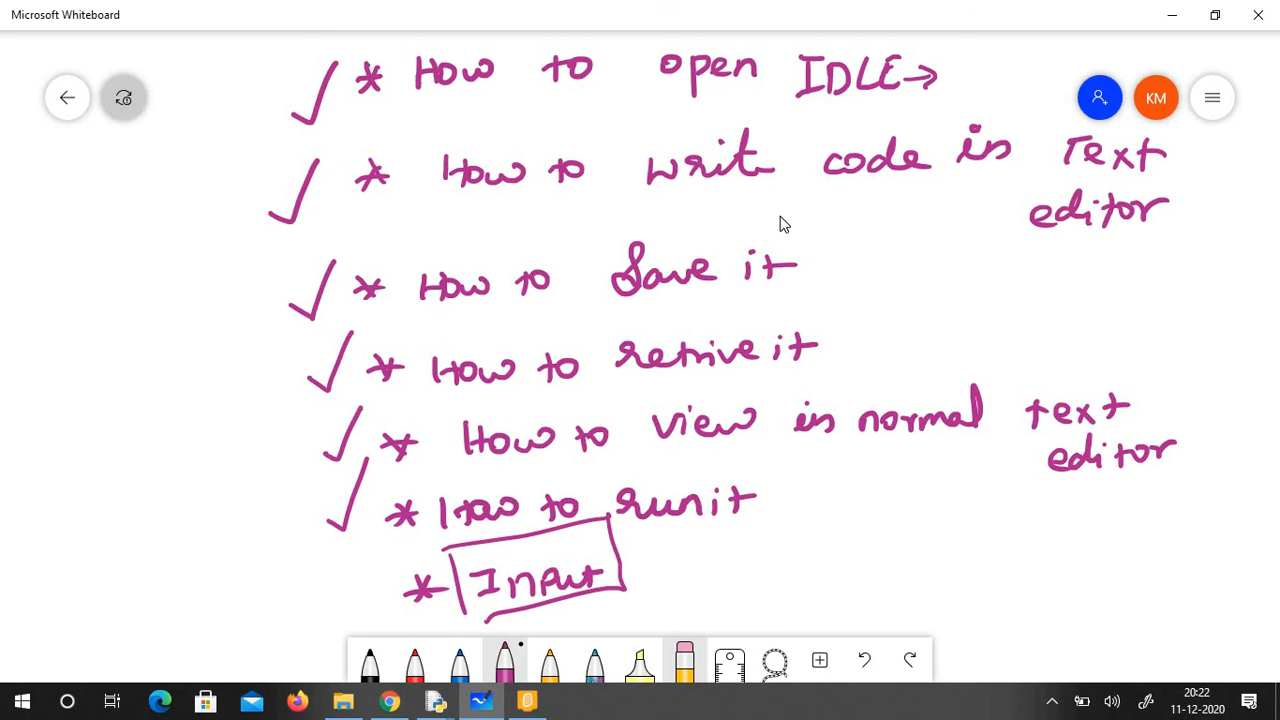 Microsoft Whiteboard
✓ * How to open IDLE →
✓ * How to write code in Text
editor
✓ * How to Save it
✓ * How to retrive it
✓ * How to view in normal text
editor
✓ * How to run it
* Input
KM
20:22
11-12-2020